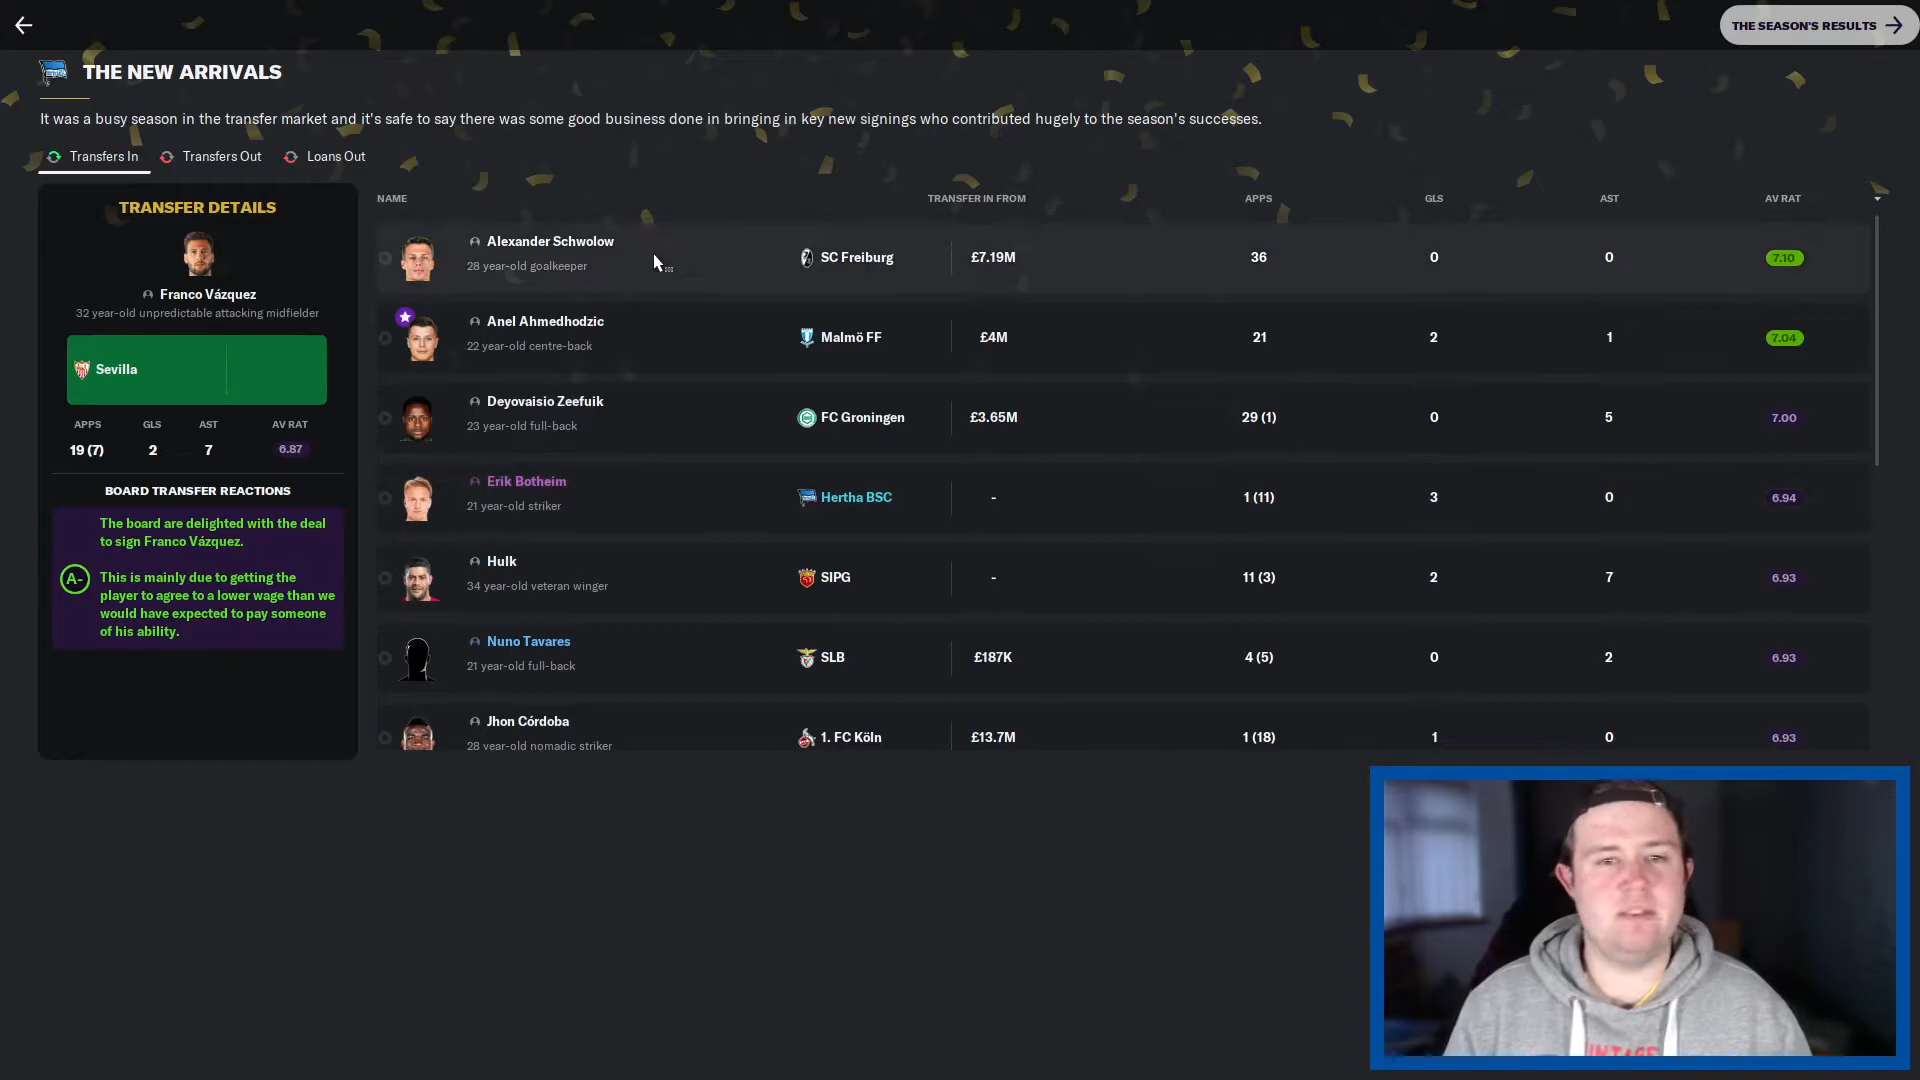 THE SEASON'S RESULTS
THE NEW ARRIVALS
It was a busy season in the transfer market and it's safe to say there was some good business done in bringing in key new signings who contributed hugely to the season's successes.
Transfers In Transfers Out Loans Out
TRANSFER DETAILS
Franco Vázquez
32 year-old unpredictable attacking midfielder
Sevilla
APPS GLS AST AV RAT
19 (7) 2 7 6.87
BOARD TRANSFER REACTIONS
The board are delighted with the deal
to sign Franco Vázquez.
A-
This is mainly due to getting the
player to agree to a lower wage than we
would have expected to pay someone
of his ability.
NAME TRANSFER IN FROM APPS GLS AST AV RAT
Alexander Schwolow
28 year-old goalkeeper
SC Freiburg £7.19M 36 0 0 7.10
Anel Ahmedhodzic
22 year-old centre-back
Malmö FF £4M 21 2 1 7.04
Deyovaisio Zeefuik
23 year-old full-back
FC Groningen £3.65M 29 (1) 0 5 7.00
Erik Botheim
21 year-old striker
Hertha BSC - 1 (11) 3 0 6.94
Hulk
34 year-old veteran winger
SIPG - 11 (3) 2 7 6.93
Nuno Tavares
21 year-old full-back
SLB £187K 4 (5) 0 2 6.93
Jhon Córdoba
28 year-old nomadic striker
1. FC Köln £13.7M 1 (18) 1 0 6.93